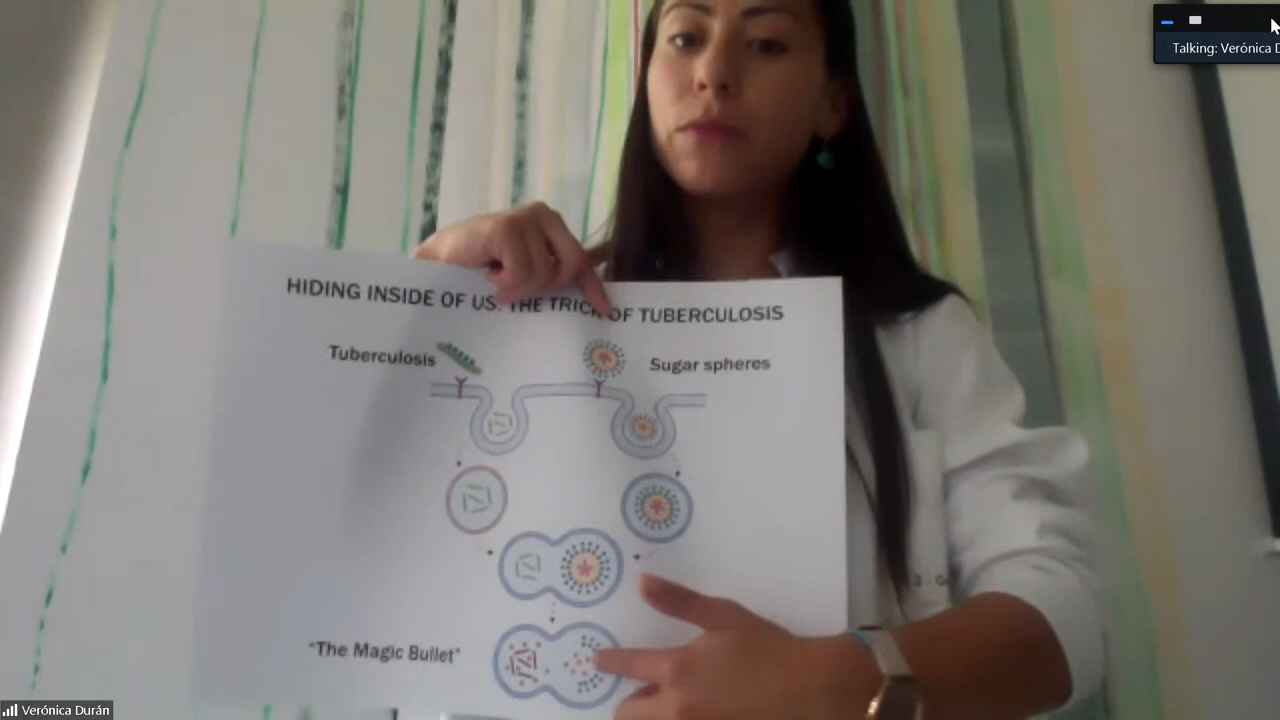 Talking: Verónica D
HIDING INSIDE OF US: THE TRICK OF TUBERCULOSIS
Tuberculosis
Sugar spheres
"The Magic Bullet"
Verónica Durán